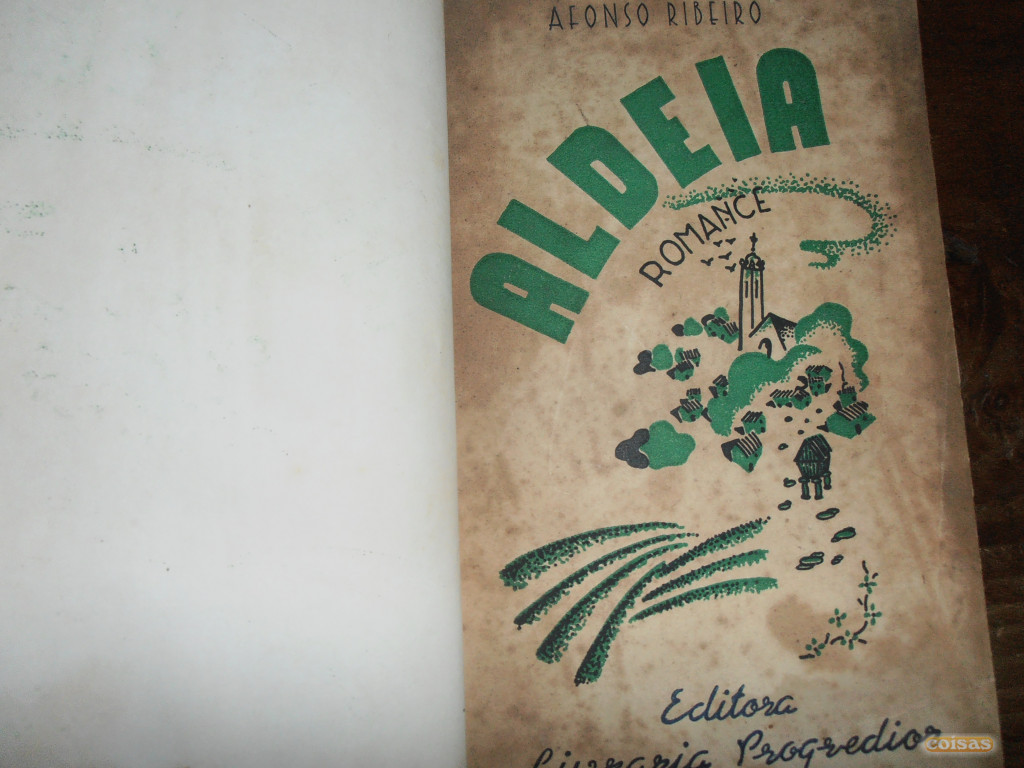 AFONSO RIBEIRO
ALDEIA
ROMANCE
Editora
Livraria Progredior
coisas